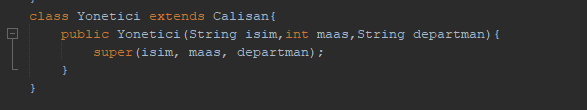 class Yonetici extends Calisan{
public Yonetici(String isim,int maas,String departman){
super(isim, maas, departman);
}
}